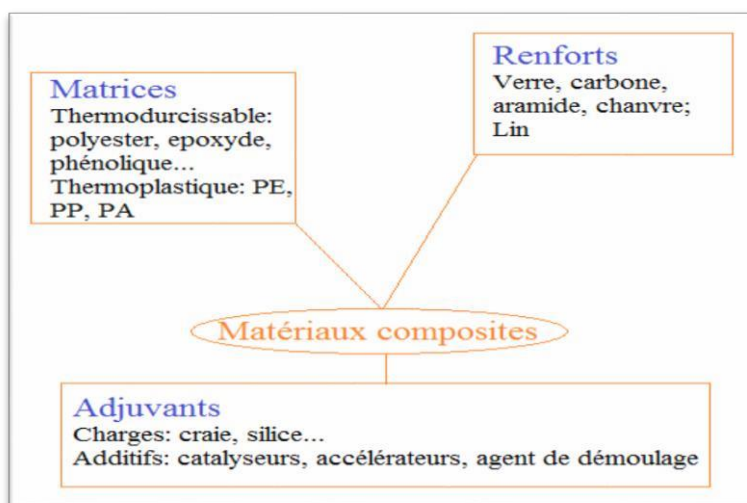 Matrices
Thermodurcissable:
polyester, epoxyde,
phénolique...
Thermoplastique: PE,
PP, PA
Renforts
Verre, carbone,
aramide, chanvre;
Lin
Matériaux composites
Adjuvants
Charges: craie, silice...
Additifs: catalyseurs, accélérateurs, agent de démoulage